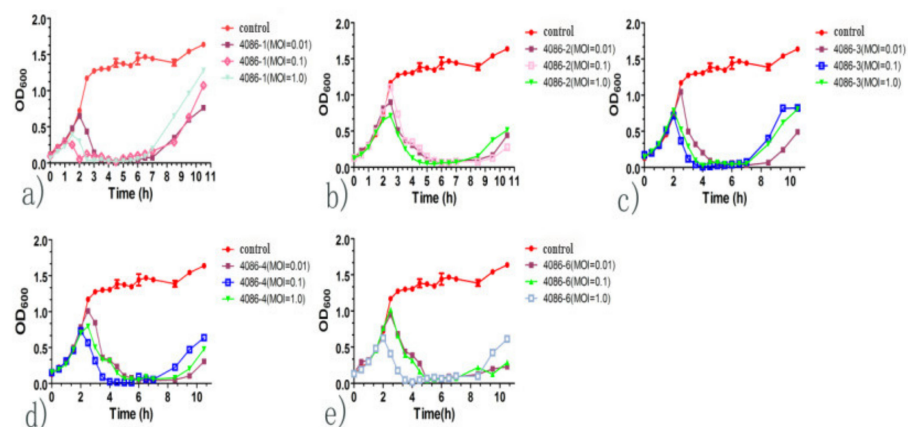 2.0
1.5
1.0
0.5
0.0
OD600
0 1 2 3 4 5 6 7 8 9 10 11
Time (h)
control
4086-1(MOI=0.01)
4086-1(MOI=0.1)
4086-1(MOI=1.0)
a)
2.0
1.5
1.0
0.5
0.0
OD600
0 1 2 3 4 5 6 7 8 9 10 11
Time (h)
control
4086-2(MOI=0.01)
4086-2(MOI=0.1)
4086-2(MOI=1.0)
b)
2.0
1.5
1.0
0.5
0.0
OD600
0 2 4 6 8 10
Time (h)
control
4086-3(MOI=0.01)
4086-3(MOI=0.1)
4086-3(MOI=1.0)
c)
2.0
1.5
1.0
0.5
0.0
OD600
0 2 4 6 8 10
Time (h)
control
4086-4(MOI=0.01)
4086-4(MOI=0.1)
4086-4(MOI=1.0)
d)
2.0
1.5
1.0
0.5
0.0
OD600
0 2 4 6 8 10
Time(h)
control
4086-6(MOI=0.01)
4086-6(MOI=0.1)
4086-6(MOI=1.0)
e)